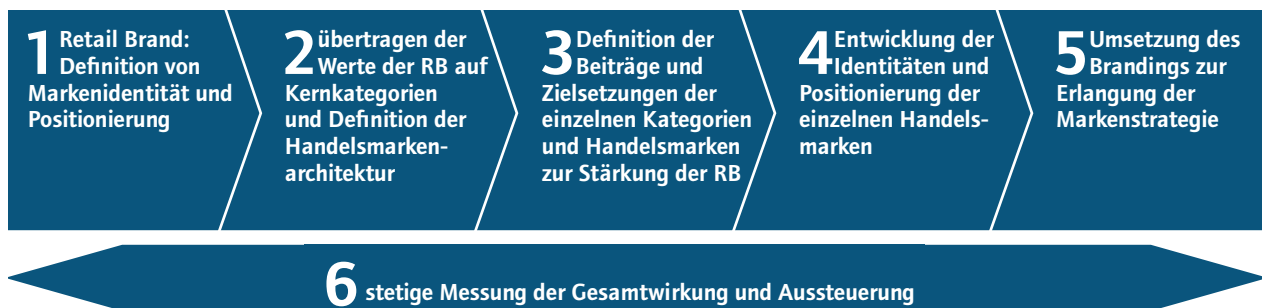 1 Retail Brand:
Definition von
Markenidentität und
Positionierung
2 übertragen der
Werte der RB auf
Kernkategorien
und Definition der
Handelsmarken-
architektur
3 Definition der
Beiträge und
Zielsetzungen der
einzelnen Kategorien
und Handelsmarken
zur Stärkung der RB
4 Entwicklung der
Identitäten und
Positionierung der
einzelnen Handels-
marken
5 Umsetzung des
Brandings zur
Erlangung der
Markenstrategie
6 stetige Messung der Gesamtwirkung und Aussteuerung